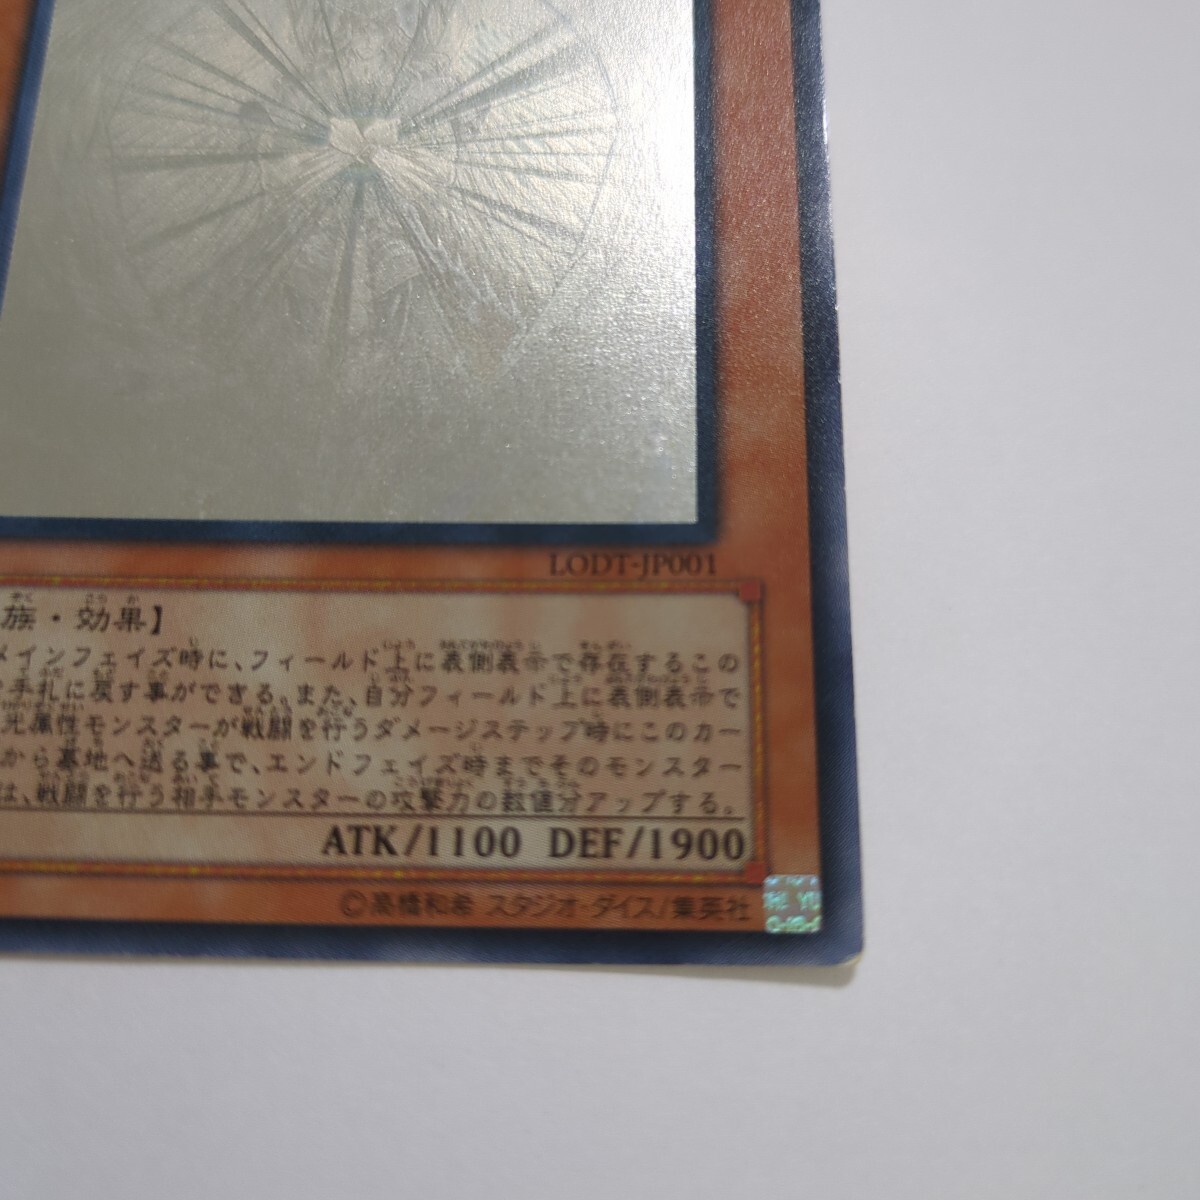 LODT-JP001
族・効果】
メインフェイズ時に、フィールド上に表側表示で存在するこの
手札に戻す事ができる。また、自分フィールド上に表側表示で
光属性モンスターが戦闘を行うダメージステップ時にこのカー
から墓地へ送る事で、エンドフェイズ時までそのモンスター
は、戦闘を行う相手モンスターの攻撃力の数値分アップする。
ATK/1100 DEF/1900
©高橋和希 スタジオ・ダイス/集英社